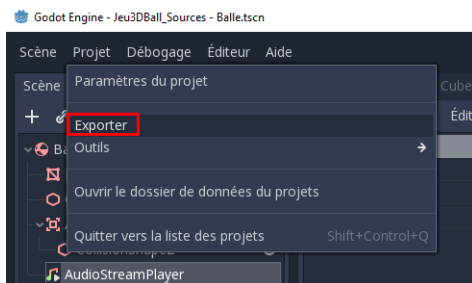 Godot Engine - Jeu3DBall_Sources - Balle.tscn
Scène Projet Débogage Éditeur Aide
Scène Paramètres du projet Cube
Exporter Édit
Outils
Ba
Ouvrir le dossier de données du projets
Quitter vers la liste des projets Shift+Control+Q
AudioStreamPlayer